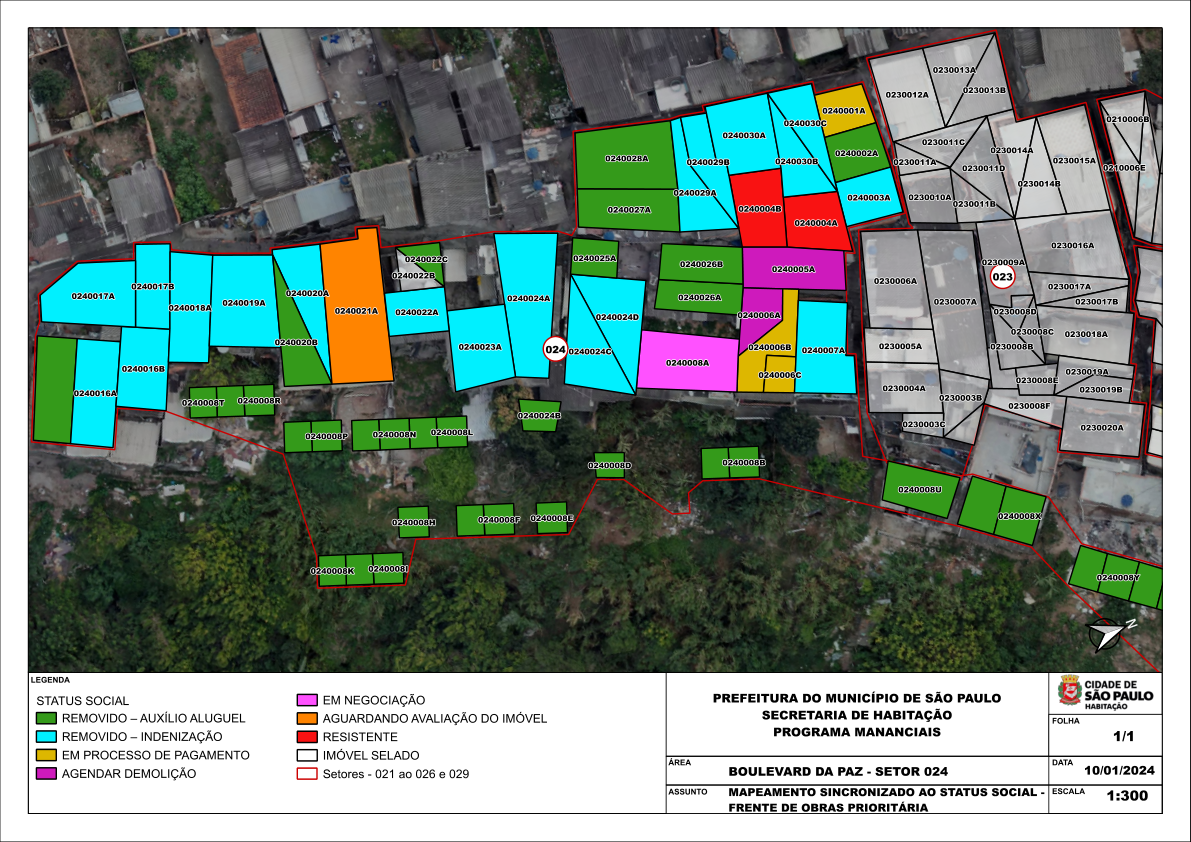 0230013A
0230012A
0230013B
0240001A
0210006B
0240030C
0240030A
0230011C
0230014A
0240002A
0240028A
0240029B
0240030B
0230011A
0230011D
0230015A
0210006E
0230014B
0240029A
0240003A
0230010A
0230011B
0240027A
0240004B
0240004A
0230016A
0240025A
0240022C
0240026B
0230009A
0240005A
0240022B
023
0230006A
0230017A
0240017B
0240017A
0240020A
0240024A
0240026A
0230007A
0230017B
0240019A
0240018A
0240021A
0240022A
0240024D
0240006A
0230008D
0230008C
0230018A
0240020B
0240023A
024
0240024C
0240006B
0240007A
0230005A
0230008B
0240016B
0240008A
0240006C
0230019A
0230008E
0240016A
0230004A
0230019B
0230003B
0240008T
0240008R
0230008F
0240024B
0230003C
0230020A
0240008P
0240008N
0240008L
0240008D
0240008B
0240008U
0240008H
0240008F
0240008E
0240008X
0240008K
0240008I
0240008Y
N
LEGENDA
STATUS SOCIAL
REMOVIDO – AUXÍLIO ALUGUEL
REMOVIDO – INDENIZAÇÃO
EM PROCESSO DE PAGAMENTO
AGENDAR DEMOLIÇÃO
EM NEGOCIAÇÃO
AGUARDANDO AVALIAÇÃO DO IMÓVEL
RESISTENTE
IMÓVEL SELADO
Setores - 021 ao 026 e 029
PREFEITURA DO MUNICÍPIO DE SÃO PAULO
SECRETARIA DE HABITAÇÃO
PROGRAMA MANANCIAIS
CIDADE DE
SÃO PAULO
HABITAÇÃO
FOLHA
1/1
ÁREA
BOULEVARD DA PAZ - SETOR 024
DATA
10/01/2024
ASSUNTO
MAPEAMENTO SINCRONIZADO AO STATUS SOCIAL -
FRENTE DE OBRAS PRIORITÁRIA
ESCALA
1:300